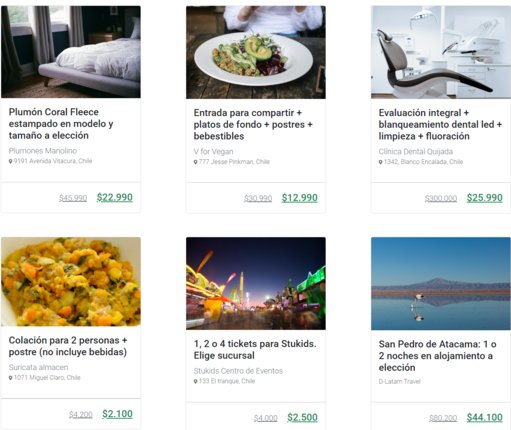 Plumón Coral Fleece
estampado en modelo y
tamaño a elección
Plumones Manolino
9191 Avenida Vitacura, Chile
$45.990 $22.990
Entrada para compartir +
platos de fondo + postres +
bebestibles
V for Vegan
777 Jesse Pinkman, Chile
$30.990 $12.990
Evaluación integral +
blanqueamiento dental led +
limpieza + fluoración
Clínica Dental Quijada
1342, Blanco Encalada, Chile
$300.000 $25.990
Colación para 2 personas +
postre (no incluye bebidas)
Suricata almacen
1071 Miguel Claro, Chile
$4.200 $2.100
1, 2 o 4 tickets para Stukids.
Elige sucursal
Stukids Centro de Eventos
133 El tranque, Chile
$4.000 $2.500
San Pedro de Atacama: 1 o
2 noches en alojamiento a
elección
D-Latam Travel
$80.200 $44.100